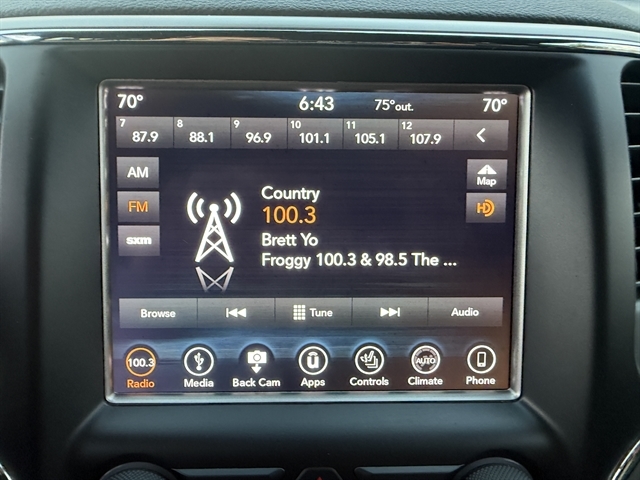 70° 6:43 75°out. 70°
7 8 9 10 11 12
87.9 88.1 96.9 101.1 105.1 107.9
AM
Map
FM
HD
sxm
Country
100.3
Brett Yo
Froggy 100.3 & 98.5 The ...
Browse Tune Audio
100.3 AUTO
Radio Media Back Cam Apps Controls Climate Phone